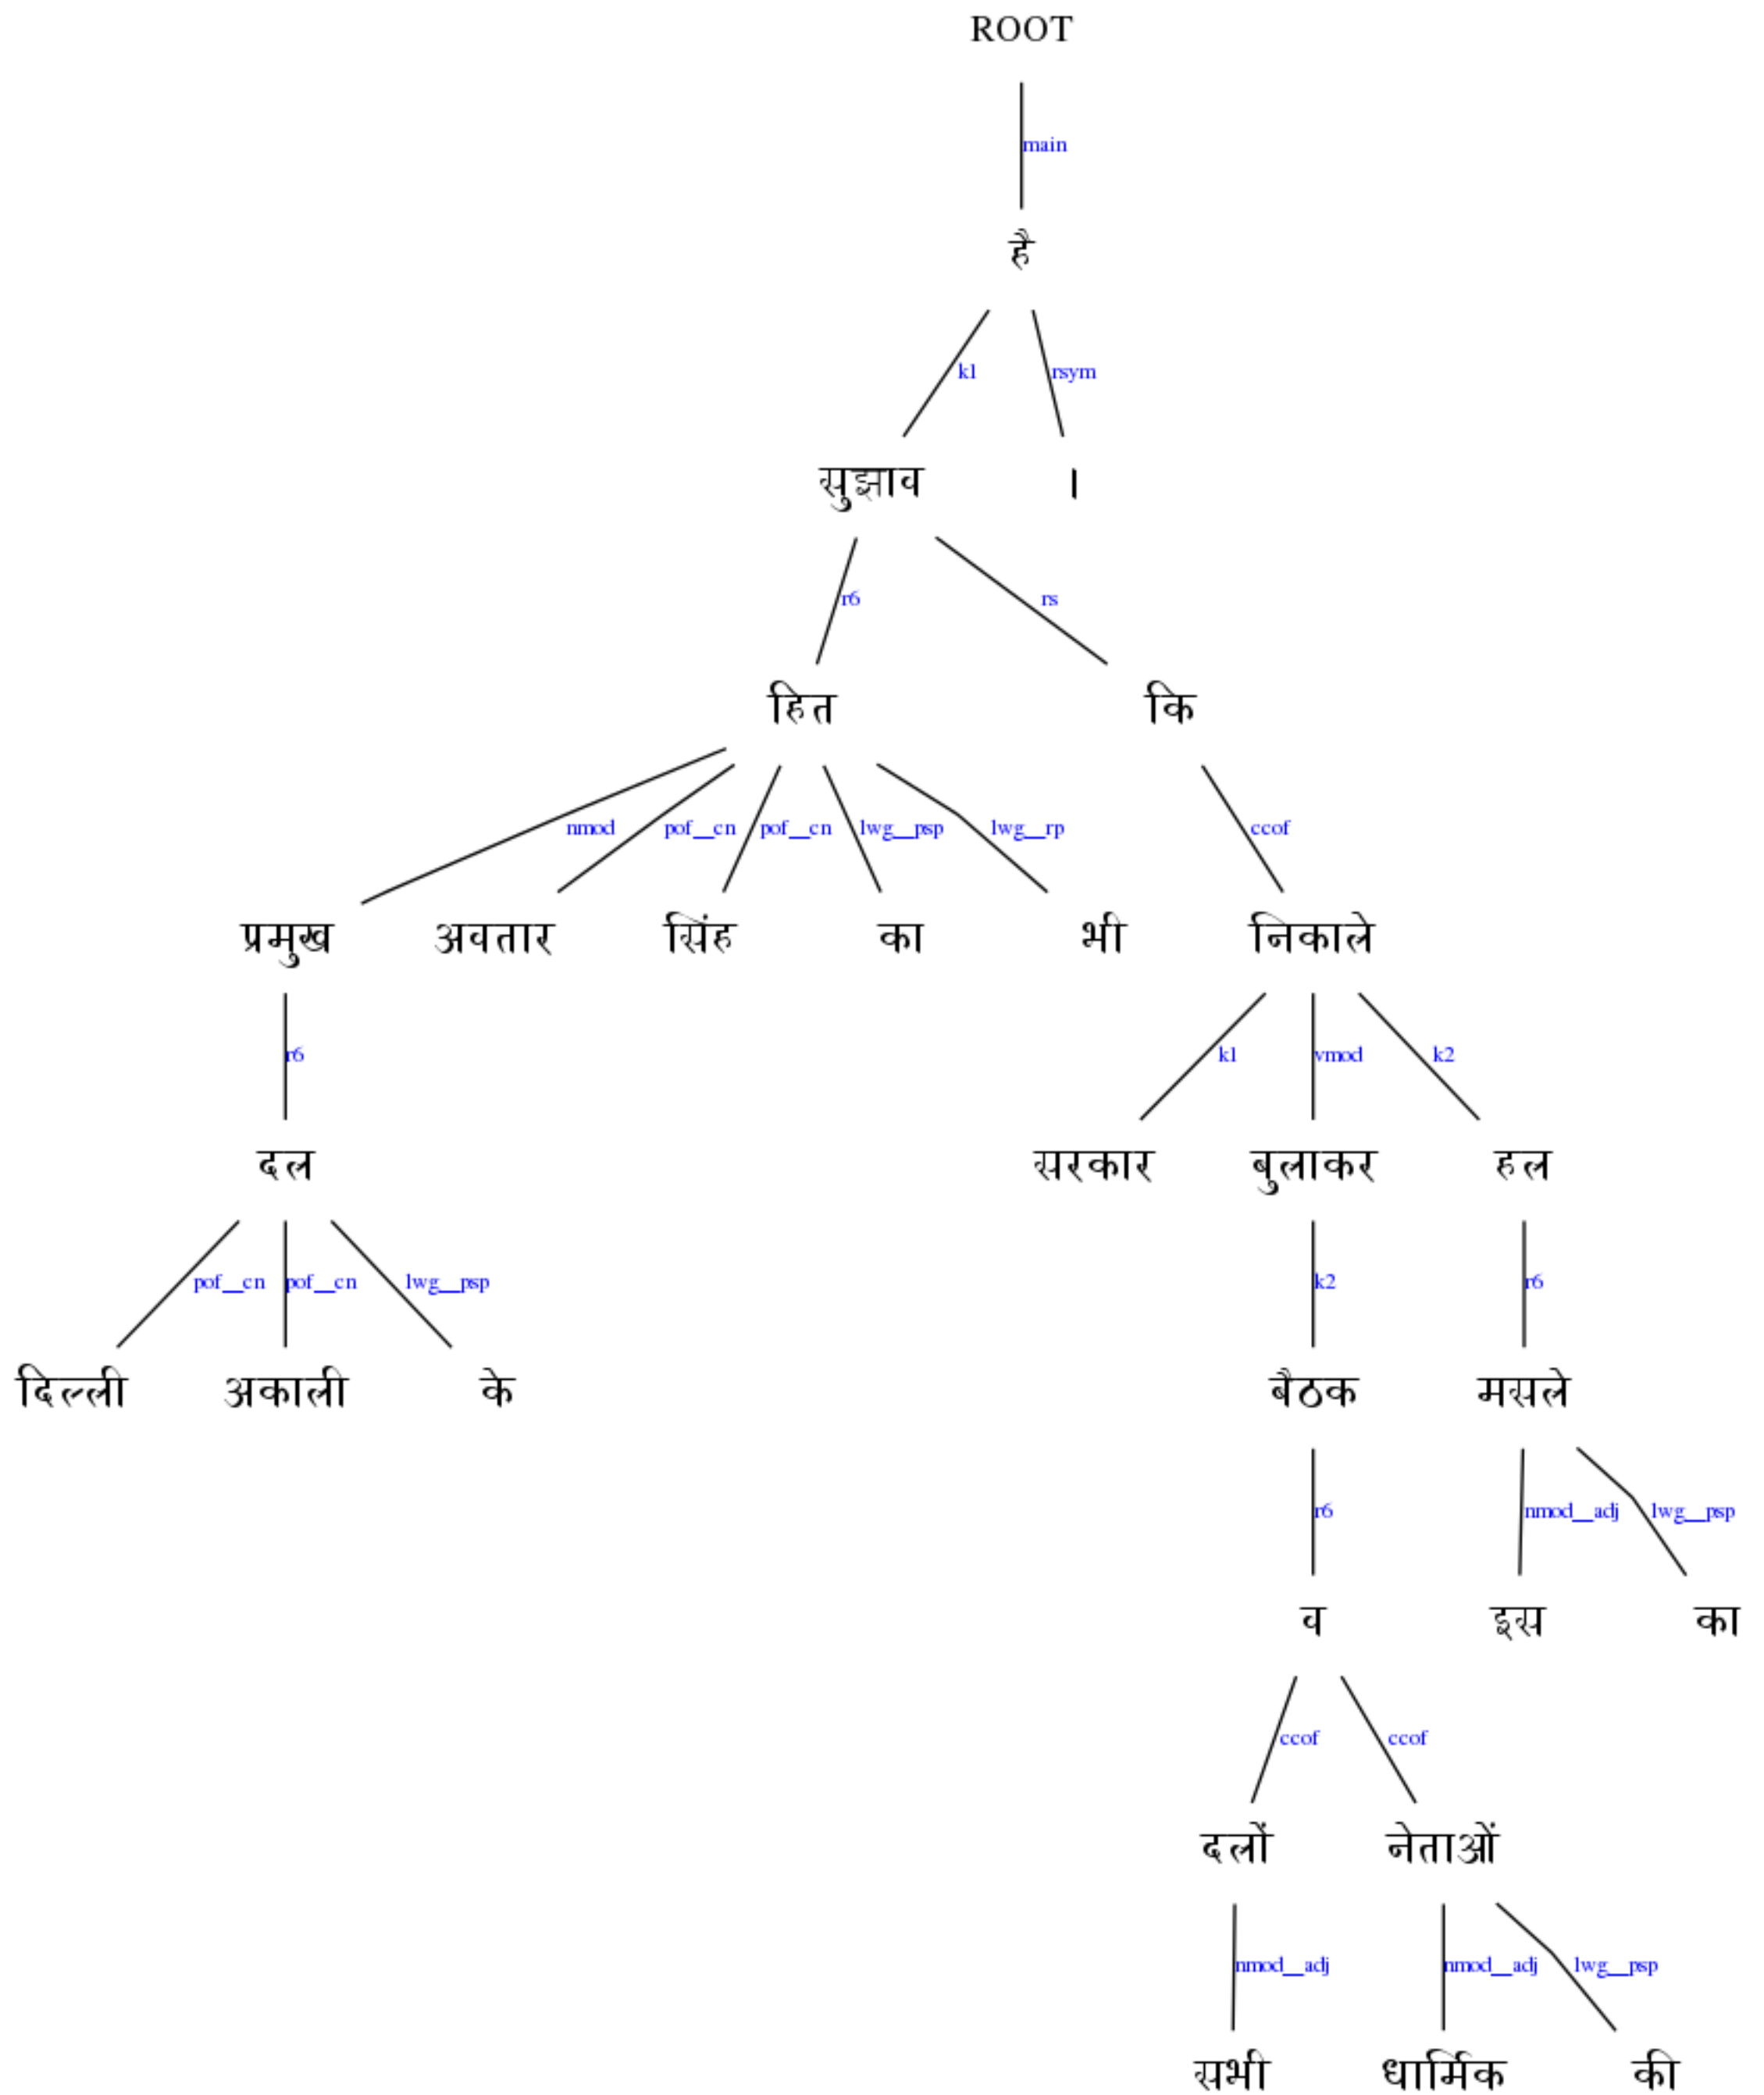 ROOT
main
है
k1 rsym
सुझाव ।
r6 rs
हित कि
nmod pof__cn pof__cn lwg__psp lwg__rp ccof
प्रमुख अवतार सिंह का भी निकाले
r6 k1 vmod k2
दल सरकार बुलाकर हल
pof__cn pof__cn lwg__psp k2 r6
दिल्ली अकाली के बैठक मसले
r6 nmod__adj lwg__psp
व इस का
ccof ccof
दलों नेताओं
nmod__adj nmod__adj lwg__psp
सभी धार्मिक की